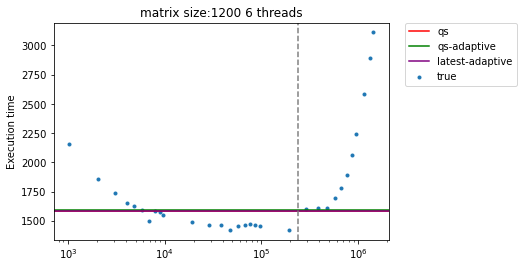 matrix size:1200 6 threads
Execution time
3000
2750
2500
2250
2000
1750
1500
10³
10⁴
10⁵
10⁶
qs
qs-adaptive
latest-adaptive
true